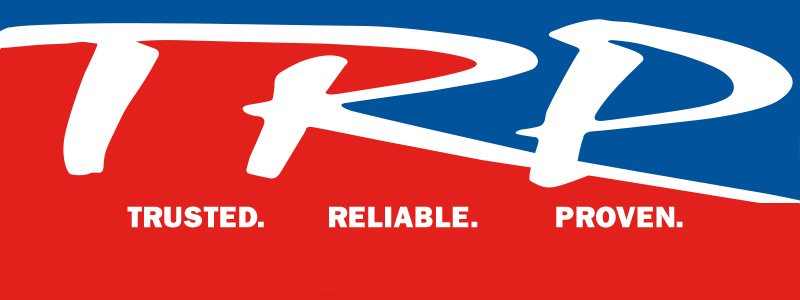 TRP
TRUSTED. RELIABLE. PROVEN.